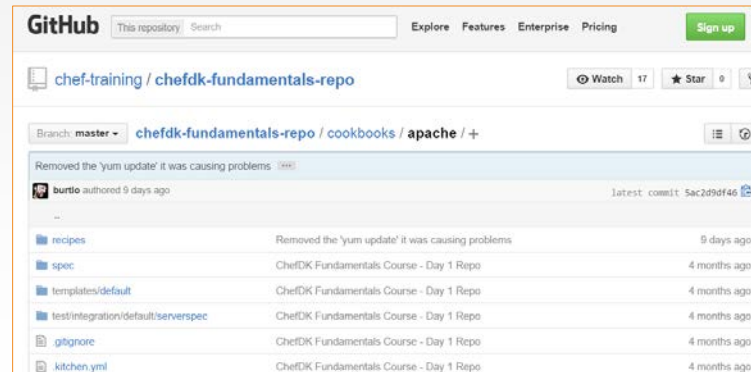 GitHub This repository Search Explore Features Enterprise Pricing Sign up
chef-training / chefdk-fundamentals-repo Watch 17 Star 0
Branch: master chefdk-fundamentals-repo / cookbooks / apache / +
Removed the 'yum update' it was causing problems ...
burtlo authored 9 days ago latest commit 5ac2d9df46
..
recipes Removed the 'yum update' it was causing problems 9 days ago
spec ChefDK Fundamentals Course - Day 1 Repo 4 months ago
templates/default ChefDK Fundamentals Course - Day 1 Repo 4 months ago
test/integration/default/serverspec ChefDK Fundamentals Course - Day 1 Repo 4 months ago
.gitignore ChefDK Fundamentals Course - Day 1 Repo 4 months ago
.kitchen.yml ChefDK Fundamentals Course - Day 1 Repo 4 months ago